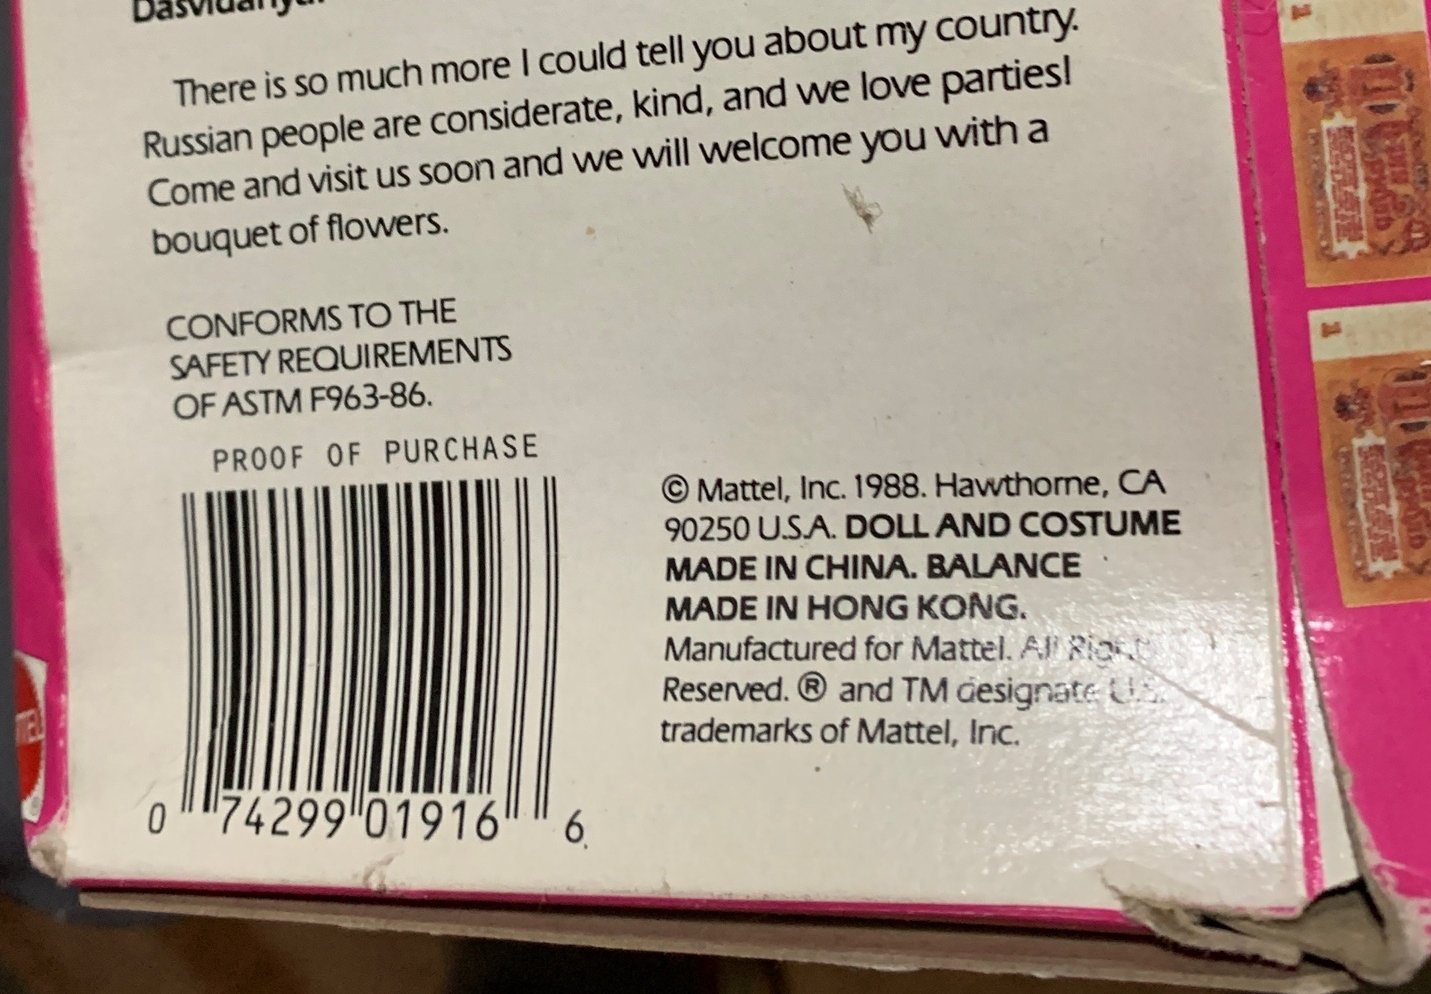 There is so much more I could tell you about my country.
Russian people are considerate, kind, and we love parties!
Come and visit us soon and we will welcome you with a
bouquet of flowers.
CONFORMS TO THE
SAFETY REQUIREMENTS
OF ASTM F963-86.
PROOF OF PURCHASE
0 74299 01916 6
© Mattel, Inc. 1988. Hawthorne, CA
90250 U.S.A. DOLL AND COSTUME
MADE IN CHINA. BALANCE
MADE IN HONG KONG.
Manufactured for Mattel. All Rights
Reserved. ® and TM designate U.S.
trademarks of Mattel, Inc.
1
1